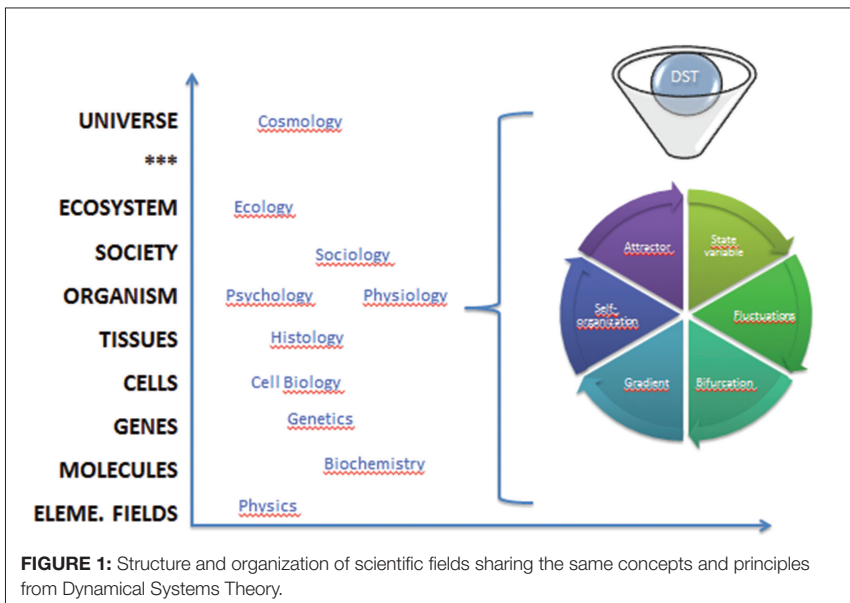 DST
UNIVERSE
Cosmology
***
ECOSYSTEM
Ecology
SOCIETY
Sociology
ORGANISM
Psychology
Physiology
TISSUES
Histology
CELLS
Cell Biology
GENES
Genetics
MOLECULES
Biochemistry
ELEME. FIELDS
Physics
Attractor
State
variable
Self-
organization
Fluctuations
Gradient
Bifurcation
FIGURE 1: Structure and organization of scientific fields sharing the same concepts and principles
from Dynamical Systems Theory.